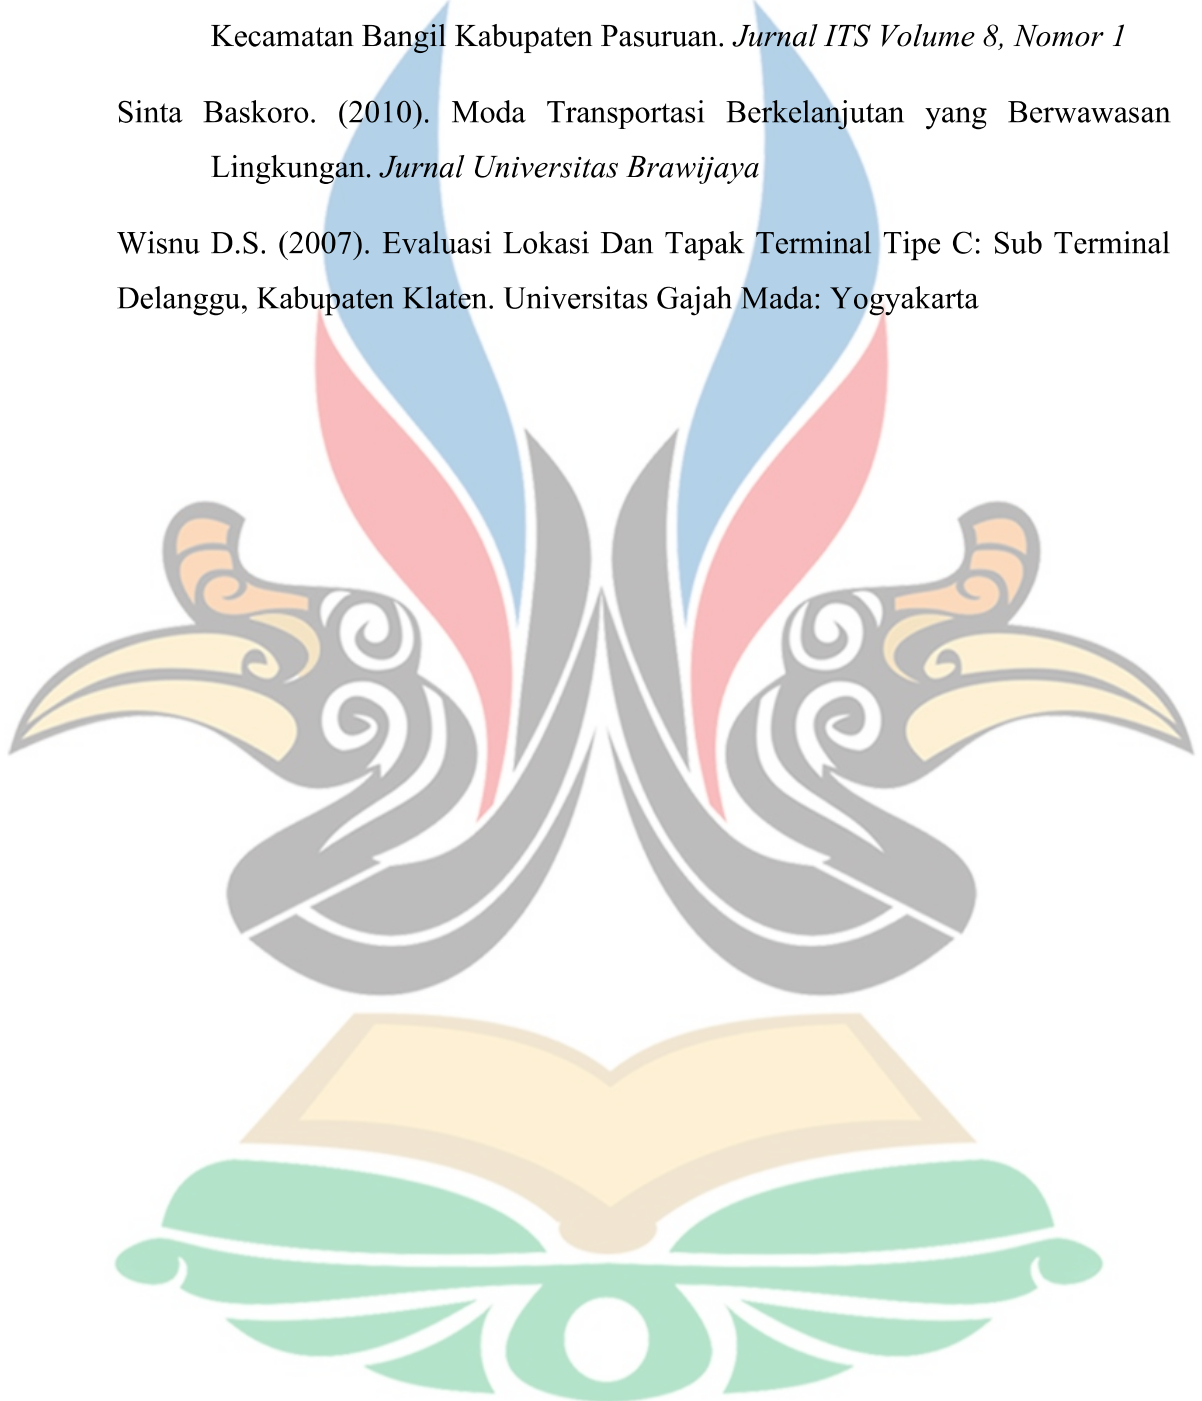 Kecamatan Bangil Kabupaten Pasuruan. Jurnal ITS Volume 8, Nomor 1
Sinta Baskoro. (2010). Moda Transportasi Berkelanjutan yang Berwawasan
Lingkungan. Jurnal Universitas Brawijaya
Wisnu D.S. (2007). Evaluasi Lokasi Dan Tapak Terminal Tipe C: Sub Terminal
Delanggu, Kabupaten Klaten. Universitas Gajah Mada: Yogyakarta